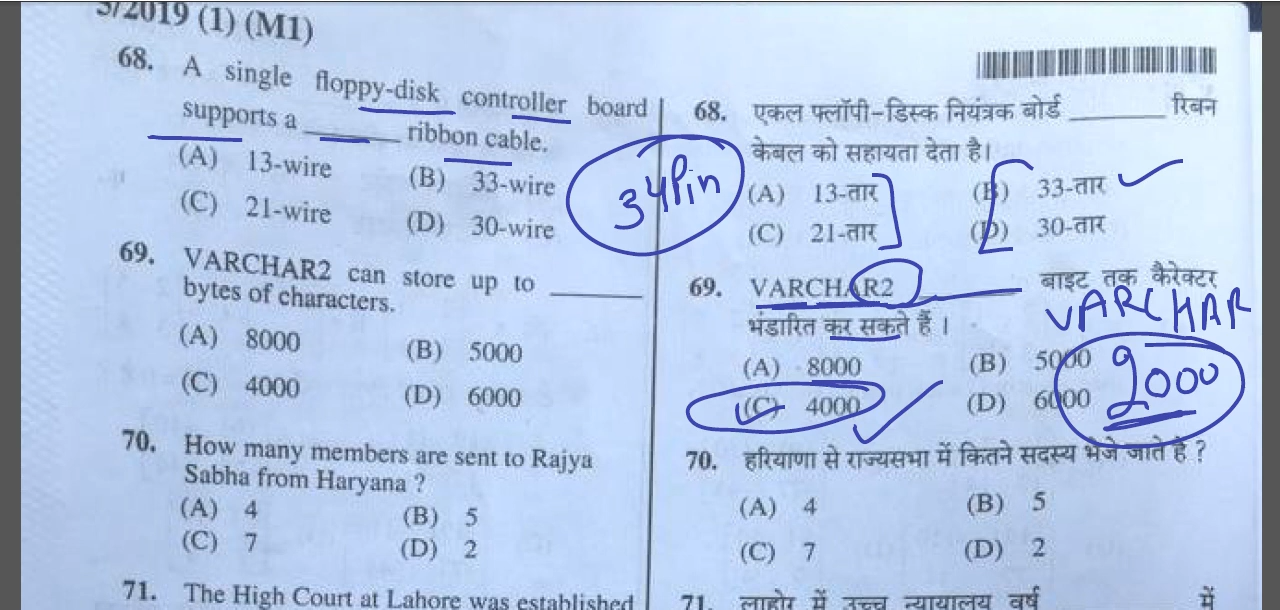 3/2019 (1) (M1)
68. A single floppy-disk controller board
supports a ______ ribbon cable.
(A) 13-wire (B) 33-wire
(C) 21-wire (D) 30-wire
69. VARCHAR2 can store up to ______
bytes of characters.
(A) 8000 (B) 5000
(C) 4000 (D) 6000
70. How many members are sent to Rajya
Sabha from Haryana ?
(A) 4 (B) 5
(C) 7 (D) 2
71. The High Court at Lahore was established
34Pin
68. एकल फ्लॉपी-डिस्क नियंत्रक बोर्ड ______ रिबन
केबल को सहायता देता है।
(A) 13-तार (B) 33-तार
(C) 21-तार (D) 30-तार
69. VARCHAR2 ______ बाइट तक कैरेक्टर
भंडारित कर सकते हैं ।
VARCHAR
(A) 8000 (B) 5000
2000
(C) 4000 (D) 6000
70. हरियाणा से राज्यसभा में कितने सदस्य भेजे जाते है ?
(A) 4 (B) 5
(C) 7 (D) 2
71. लाहोर में उच्च न्यायालय वर्ष ______ में